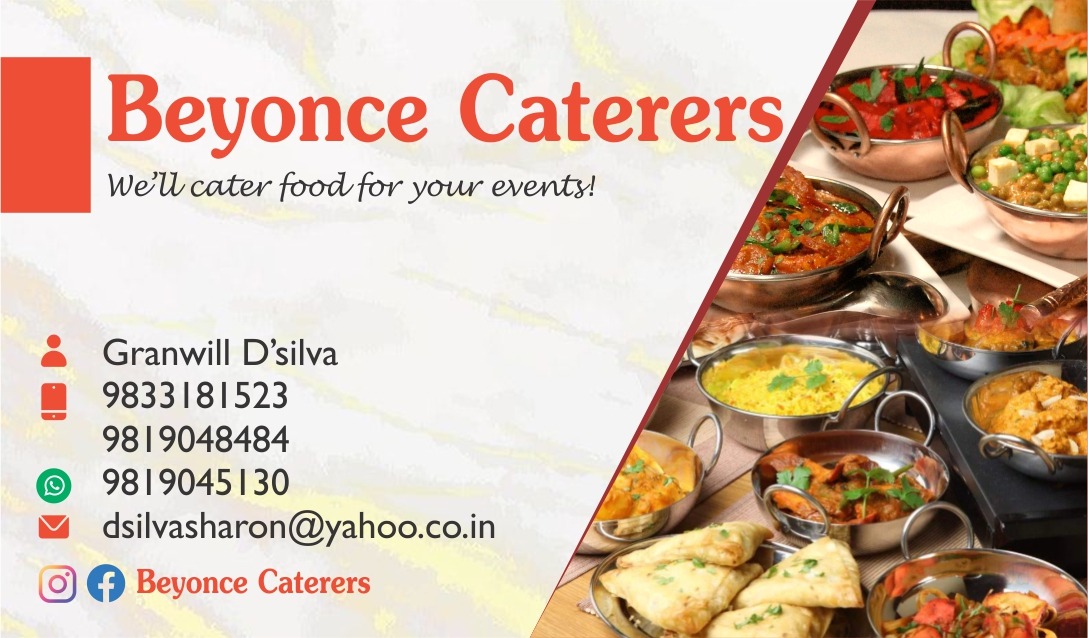 Beyonce Caterers
We'll cater food for your events!
Granwill D'silva
9833181523
9819048484
9819045130
dsilvasharon@yahoo.co.in
Beyonce Caterers